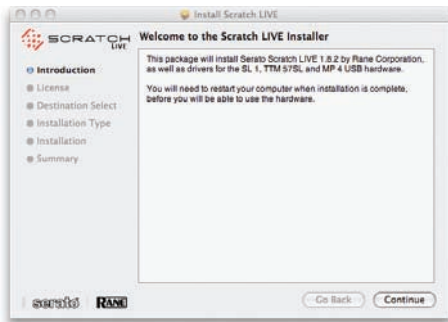 Install Scratch LIVE
SCRATCH
LIVE
Welcome to the Scratch LIVE Installer
Introduction
License
Destination Select
Installation Type
Installation
Summary
This package will install Serato Scratch LIVE 1.8.2 by Rane Corporation,
as well as drivers for the SL 1, TTM 57SL and MP 4 USB hardware.
You will need to restart your computer when installation is complete,
before you will be able to use the hardware.
serato
RANE
Go Back
Continue